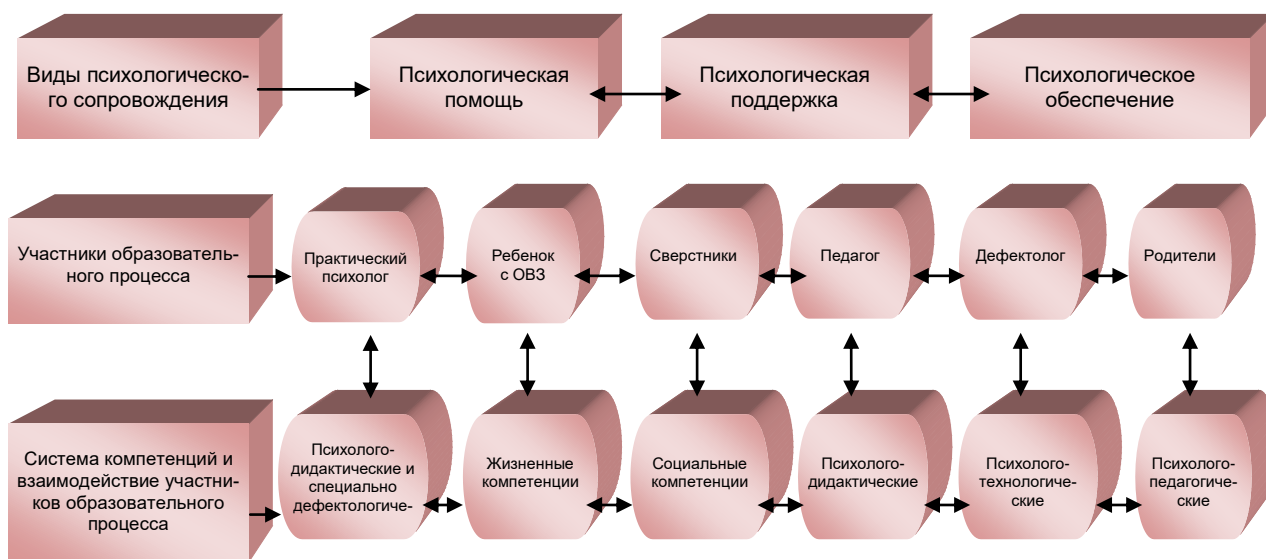 Виды психологическо-
го сопровождения
Психологическая
помощь
Психологическая
поддержка
Психологическое
обеспечение
Участники образователь-
ного процесса
Практический
психолог
Ребенок
с ОВЗ
Сверстники
Педагог
Дефектолог
Родители
Система компетенций и
взаимодействие участни-
ков образовательного
процесса
Психолого-
дидактические и
специально
дефектологиче-
Жизненные
компетенции
Социальные
компетенции
Психолого-
дидактические
Психолого-
технологиче-
ские
Психолого-
педагогиче-
ские